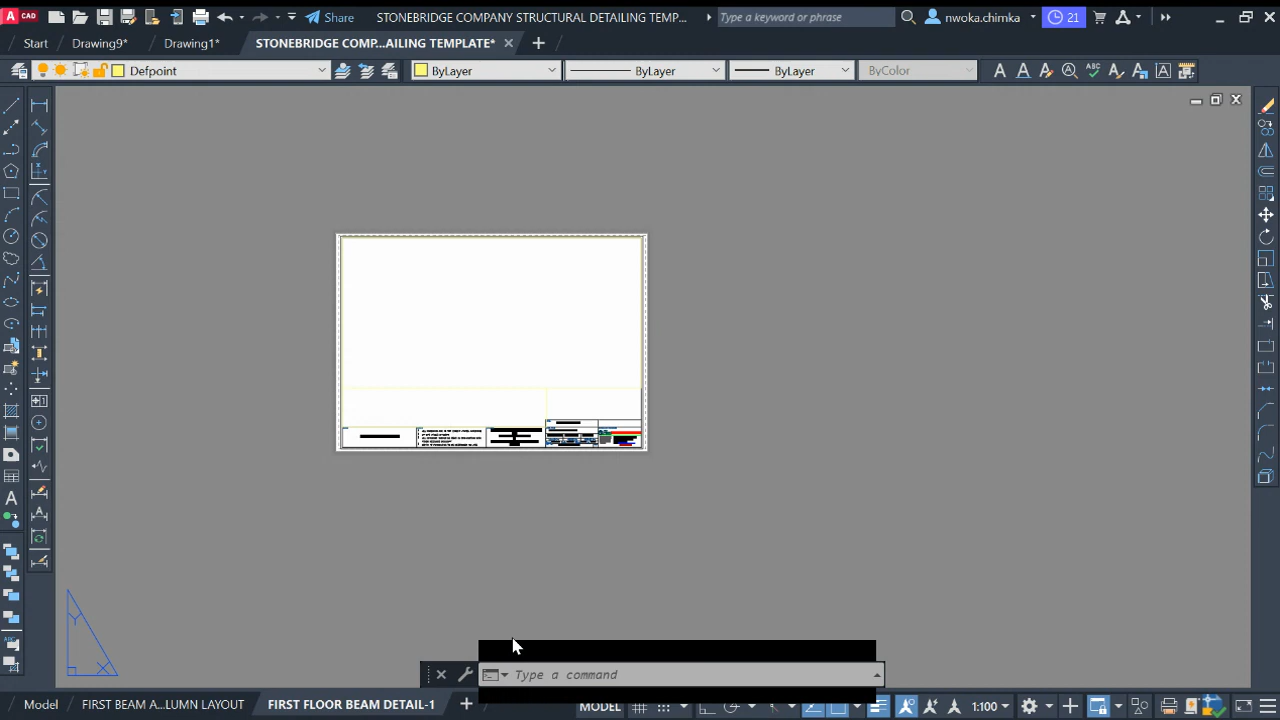 CAD
Share
STONEBRIDGE COMPANY STRUCTURAL DETAILING TEMP...
Type a keyword or phrase
nwoka.chimka
21
Start
Drawing9*
Drawing1*
STONEBRIDGE COMP...AILING TEMPLATE*
Defpoint
ByLayer
ByLayer
ByLayer
ByColor
Y
X
Type a command
Model
FIRST BEAM A...LUMN LAYOUT
FIRST FLOOR BEAM DETAIL-1
MODEL
1:100